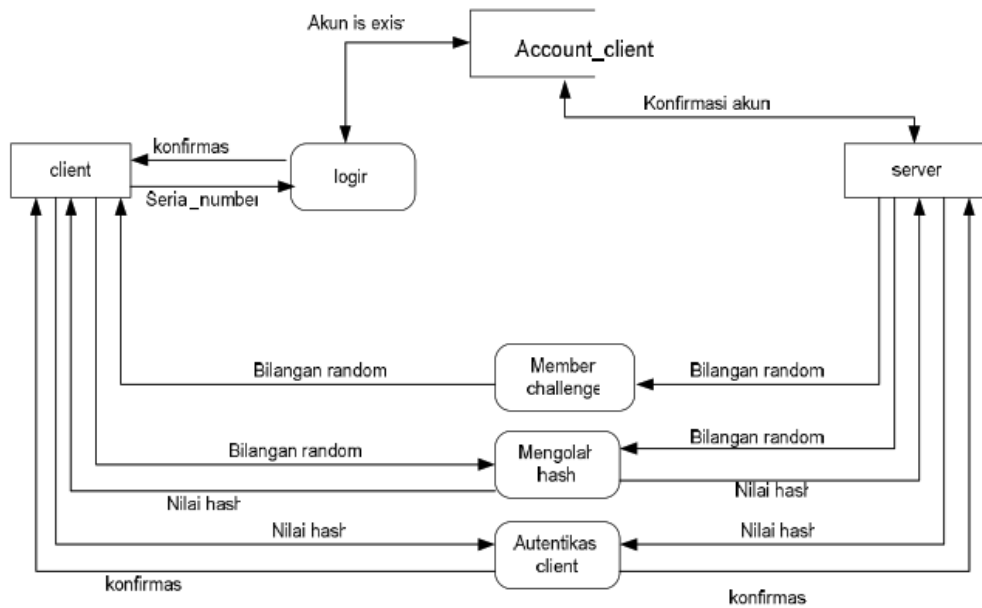 Akun is exis
Account_client
Konfirmasi akun
konfirmas
client
login
server
Seria_number
Bilangan random
Member
challenge
Bilangan random
Bilangan random
Mengolah
hash
Bilangan random
Nilai hash
Nilai hash
Nilai hash
Autentikas
client
Nilai hash
konfirmas
konfirmas